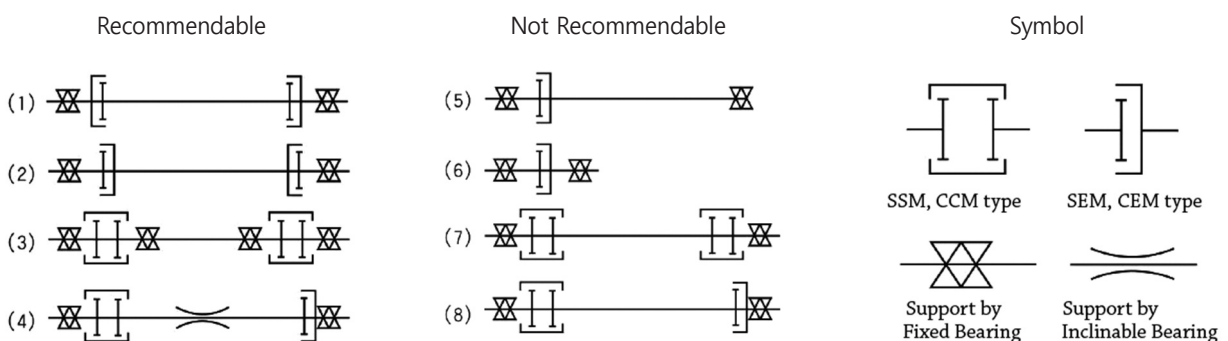 Recommendable
Not Recommendable
Symbol
(1)
(2)
(3)
(4)
(5)
(6)
(7)
(8)
SSM, CCM type
SEM, CEM type
Support by
Fixed Bearing
Support by
Inclinable Bearing